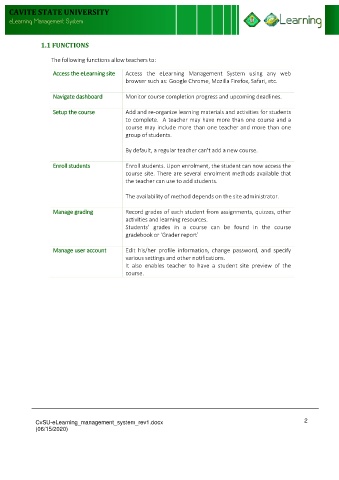 CAVITE STATE UNIVERSITY
eLearning Management System
eLearning
1.1 FUNCTIONS
The following functions allow teachers to:
Access the eLearning site
Access the eLearning Management System using any web
browser such as: Google Chrome, Mozilla Firefox, Safari, etc.
Navigate dashboard
Monitor course completion progress and upcoming deadlines.
Setup the course
Add and re-organize learning materials and activities for students
to complete. A teacher may have more than one course and a
course may include more than one teacher and more than one
group of students.
By default, a regular teacher can't add a new course.
Enroll students
Enroll students. Upon enrolment, the student can now access the
course site. There are several enrolment methods available that
the teacher can use to add students.
The availability of method depends on the site administrator.
Manage grading
Record grades of each student from assignments, quizzes, other
activities and learning resources.
Students' grades in a course can be found in the course
gradebook or 'Grader report'
Manage user account
Edit his/her profile information, change password, and specify
various settings and other notifications.
It also enables teacher to have a student site preview of the
course.
CvSU-eLearning_management_system_rev1.docx
2
(06/15/2020)